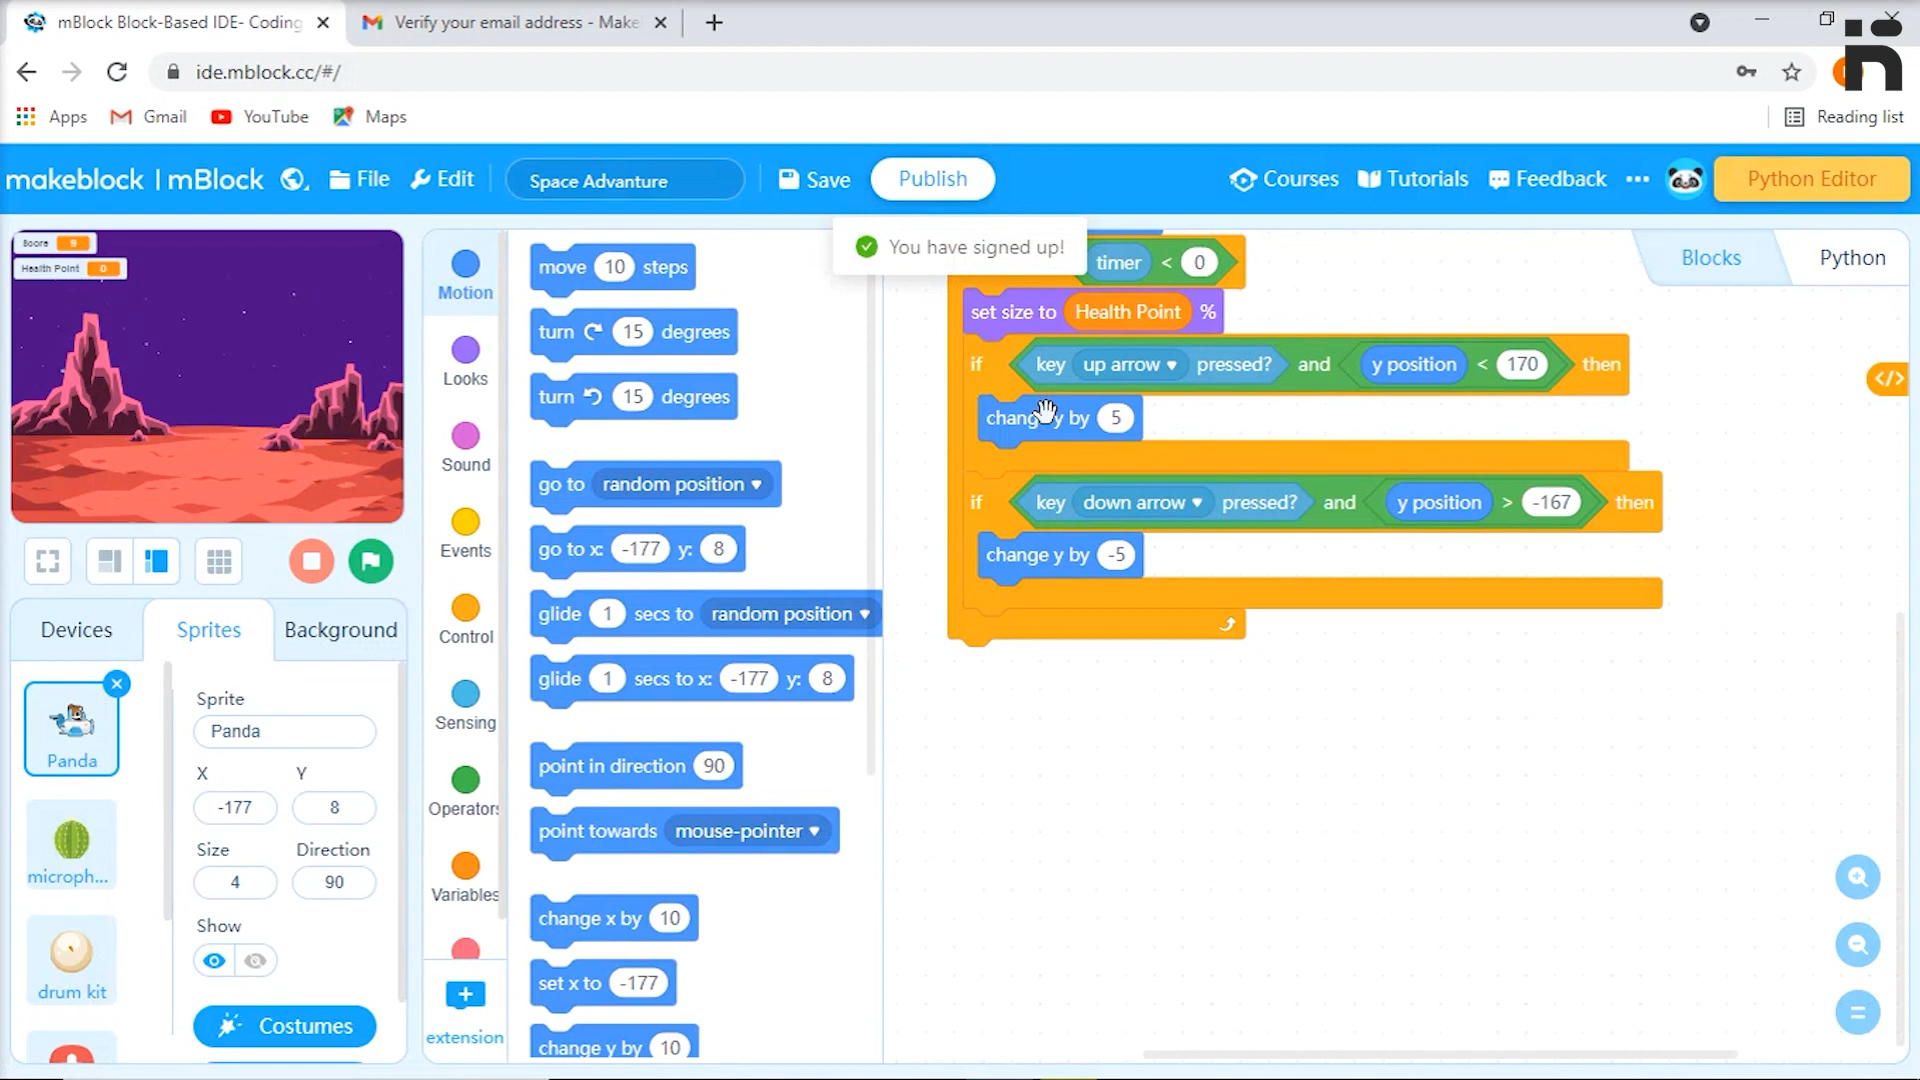 mBlock Block-Based IDE- Coding
Verify your email address - Make
ide.mblock.cc/#/
Apps
Gmail
YouTube
Maps
Reading list
makeblock | mBlock
File
Edit
Space Advanture
Save
Publish
Courses
Tutorials
Feedback
Python Editor
You have signed up!
Score 9
Health Point 0
Devices
Sprites
Background
Panda
microph...
drum kit
Sprite
Panda
X
Y
-177
8
Size
Direction
4
90
Show
Costumes
Motion
Looks
Sound
Events
Control
Sensing
Operators
Variables
extension
move 10 steps
turn 15 degrees
turn 15 degrees
go to random position
go to x: -177 y: 8
glide 1 secs to random position
glide 1 secs to x: -177 y: 8
point in direction 90
point towards mouse-pointer
change x by 10
set x to -177
change y by 10
timer < 0
set size to Health Point %
if key up arrow pressed? and y position < 170 then
change y by 5
if key down arrow pressed? and y position > -167 then
change y by -5
Blocks
Python